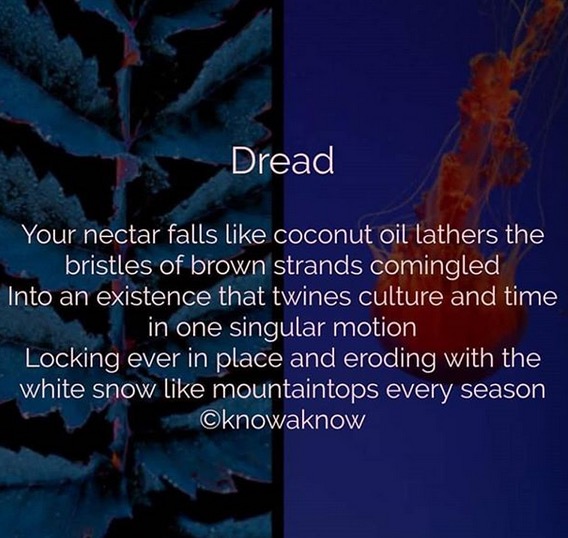 Dread
Your nectar falls like coconut oil lathers the
bristles of brown strands comingled
Into an existence that twines culture and time
in one singular motion
Locking ever in place and eroding with the
white snow like mountaintops every season
©knowaknow